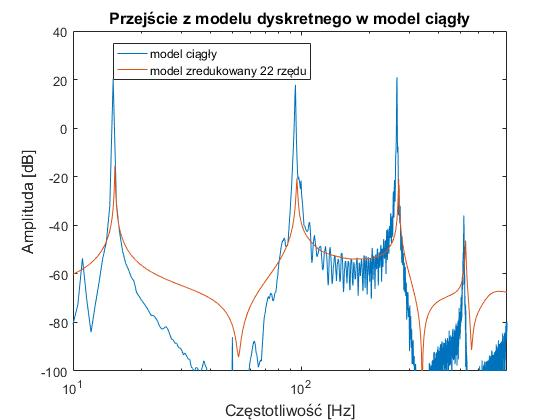 Przejście z modelu dyskretnego w model ciągły
40
20
0
-20
-40
-60
-80
-100
Amplituda [dB]
model ciągły
model zredukowany 22 rzędu
10^1
10^2
Częstotliwość [Hz]